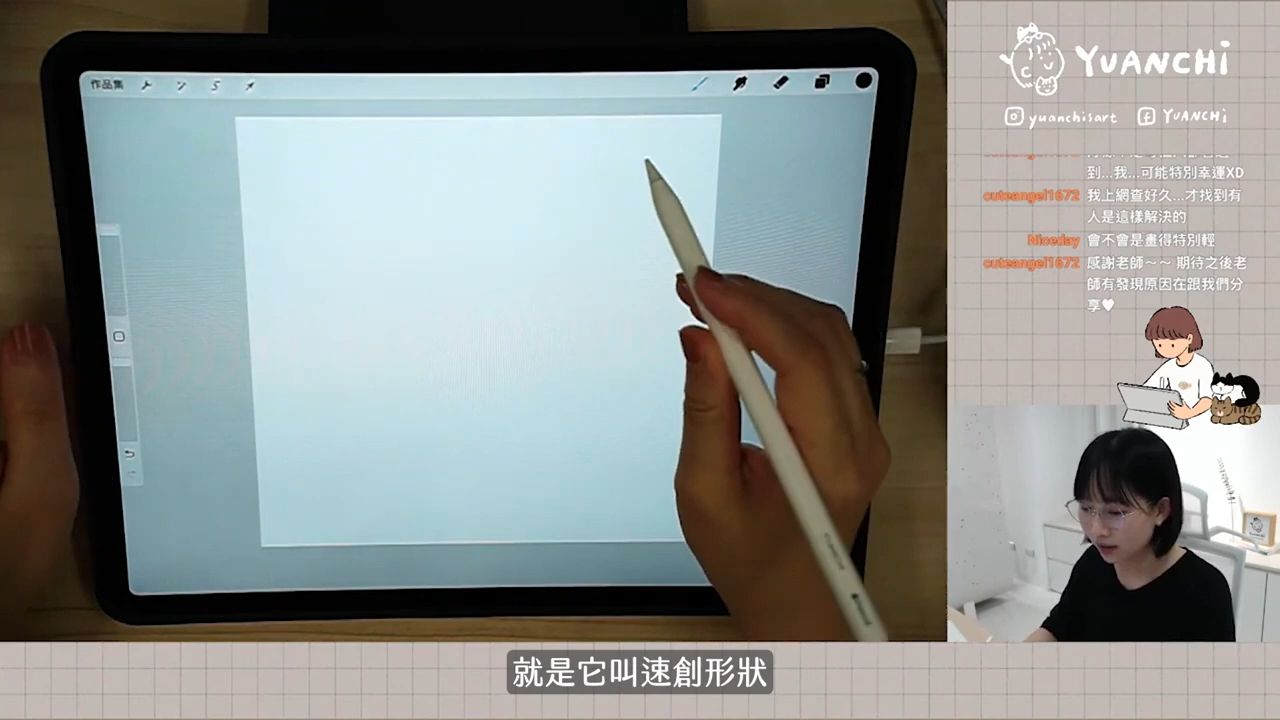 作品集
YUANCHI
yuanchisart
YUANCHI
到...我...可能特別幸運XD
cuteangel1672 我上網查好久...才找到有
人是這樣解決的
Niceday 會不會是畫得特別輕
cuteangel1672 感謝老師～～ 期待之後老
師有發現原因在跟我們分
享♥
就是它叫速創形狀